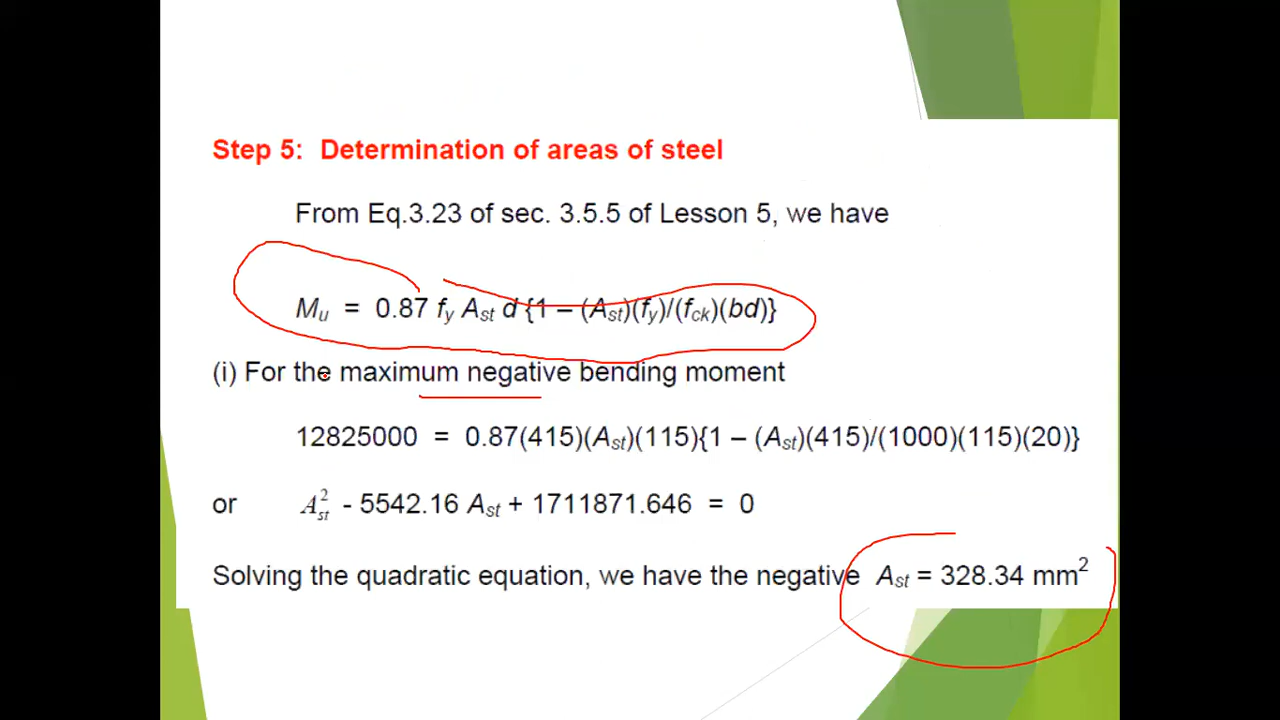 Step 5: Determination of areas of steel
From Eq.3.23 of sec. 3.5.5 of Lesson 5, we have
Mu = 0.87 fy Ast d {1 – (Ast)(fy)/(fck)(bd)}
(i) For the maximum negative bending moment
12825000 = 0.87(415)(Ast)(115){1 – (Ast)(415)/(1000)(115)(20)}
or A²st - 5542.16 Ast + 1711871.646 = 0
Solving the quadratic equation, we have the negative Ast = 328.34 mm²